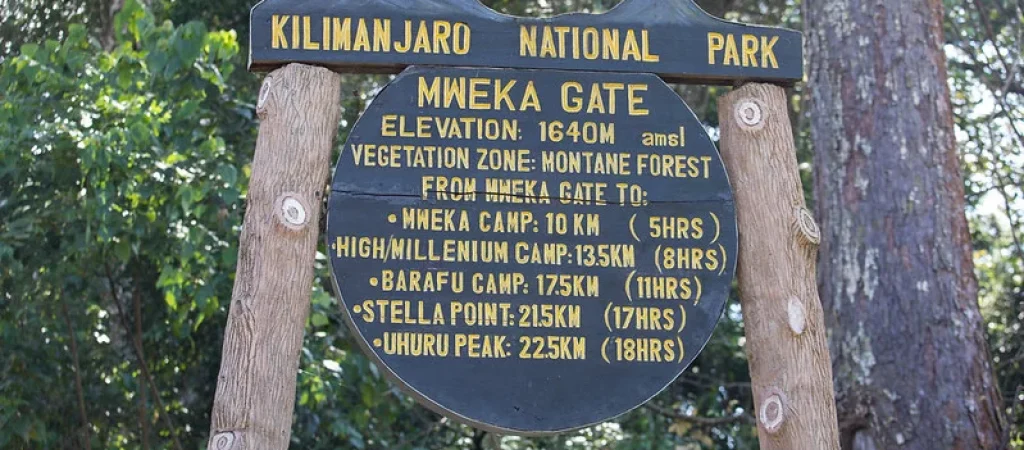 KILIMANJARO NATIONAL PARK
MWEKA GATE
ELEVATION: 1640M amsl
VEGETATION ZONE: MONTANE FOREST
FROM MWEKA GATE TO:
•MWEKA CAMP: 10 KM (5HRS)
•HIGH/MILLENIUM CAMP:13.5KM (8HRS)
•BARAFU CAMP: 17.5KM (11HRS)
•STELLA POINT: 21.5KM (17HRS)
•UHURU PEAK: 22.5KM (18HRS)